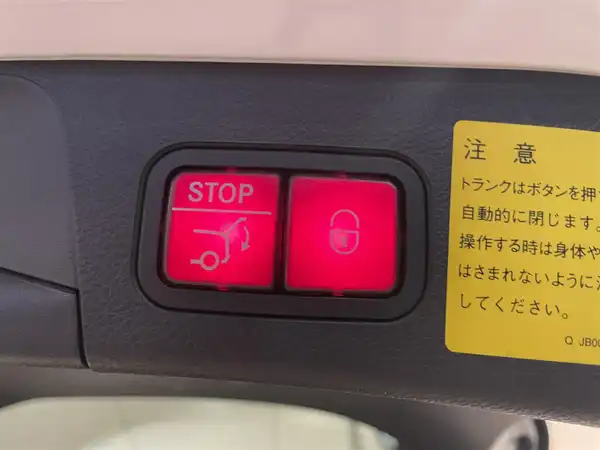 STOP
注 意
トランクはボタンを押
自動的に閉じます。
操作する時は身体や
はさまれないように
してください。
Q JB00